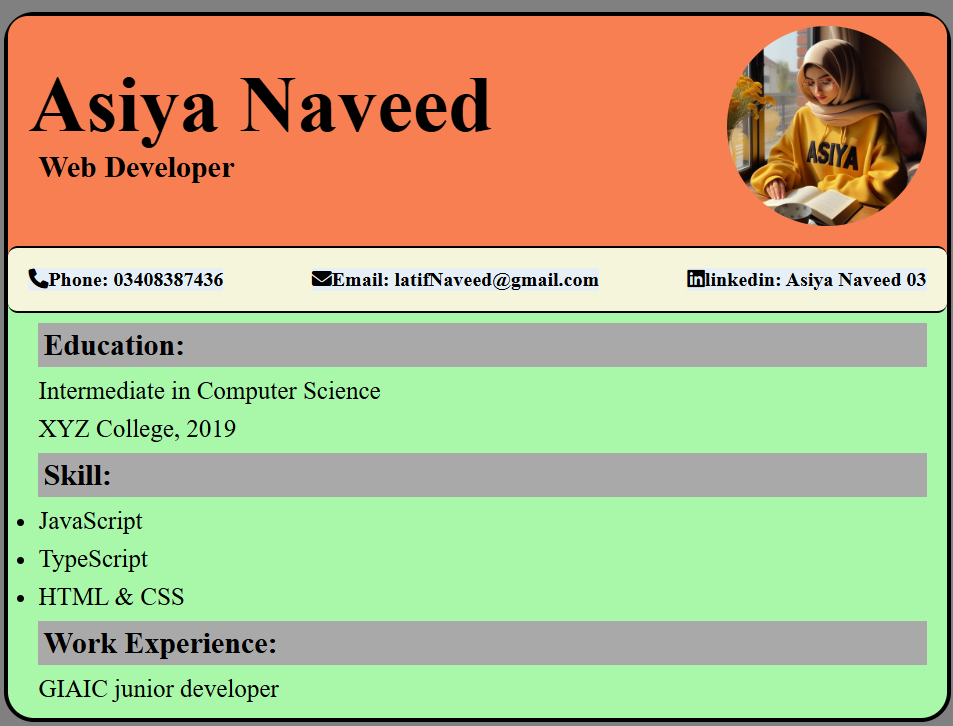 Asiya Naveed
Web Developer
ASIYA
Phone: 03408387436 Email: latifNaveed@gmail.com linkedin: Asiya Naveed 03
Education:
Intermediate in Computer Science
XYZ College, 2019
Skill:
JavaScript
TypeScript
HTML & CSS
Work Experience:
GIAIC junior developer